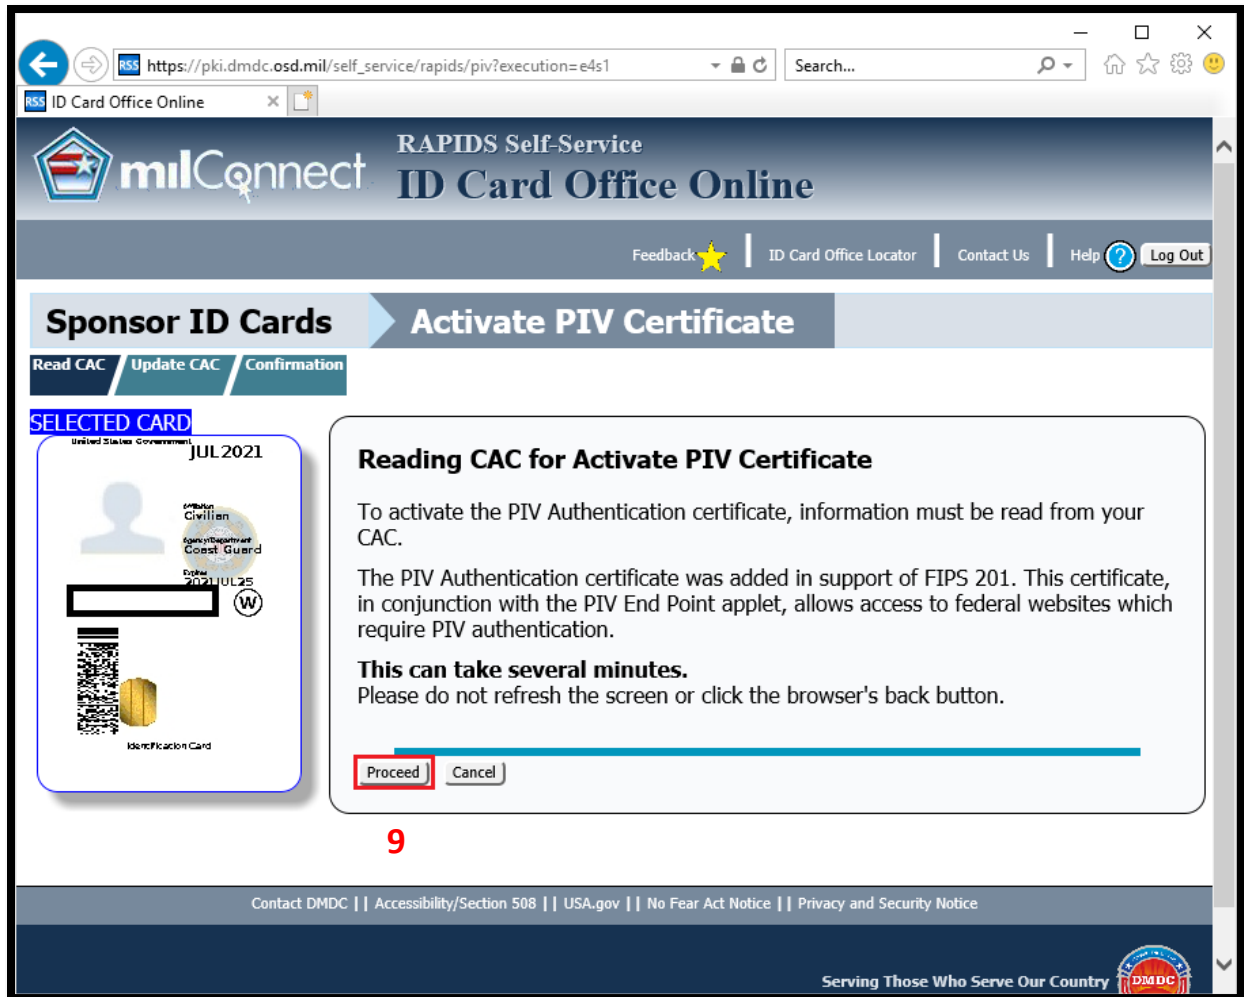 https://pki.dmdc.osd.mil/self_service/rapids/piv?execution=e4s1
Search...
RSS ID Card Office Online
milConnect
RAPIDS Self-Service
ID Card Office Online
Feedback ID Card Office Locator Contact Us Help ? Log Out
Sponsor ID Cards Activate PIV Certificate
Read CAC Update CAC Confirmation
SELECTED CARD
United States Government
JUL2021
Affiliation
Civilian
Agency/Department
Coast Guard
Expires
2021JUL25
W
Identification Card
Reading CAC for Activate PIV Certificate
To activate the PIV Authentication certificate, information must be read from your
CAC.
The PIV Authentication certificate was added in support of FIPS 201. This certificate,
in conjunction with the PIV End Point applet, allows access to federal websites which
require PIV authentication.
This can take several minutes.
Please do not refresh the screen or click the browser's back button.
Proceed Cancel
9
Contact DMDC || Accessibility/Section 508 || USA.gov || No Fear Act Notice || Privacy and Security Notice
Serving Those Who Serve Our Country
DMDC